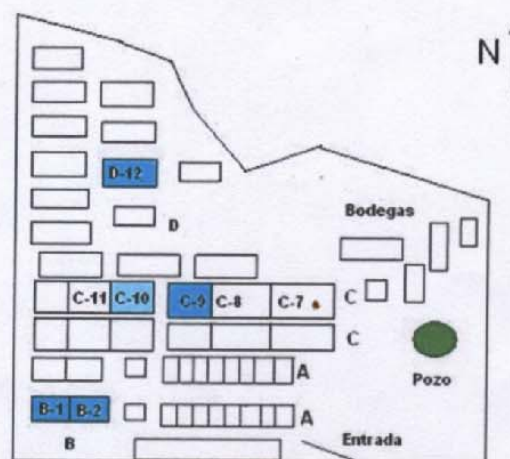 N
D-12
Bodegas
D
C-11 C-10 C-9 C-8 C-7 C
C
Pozo
A
B-1 B-2 A
B Entrada